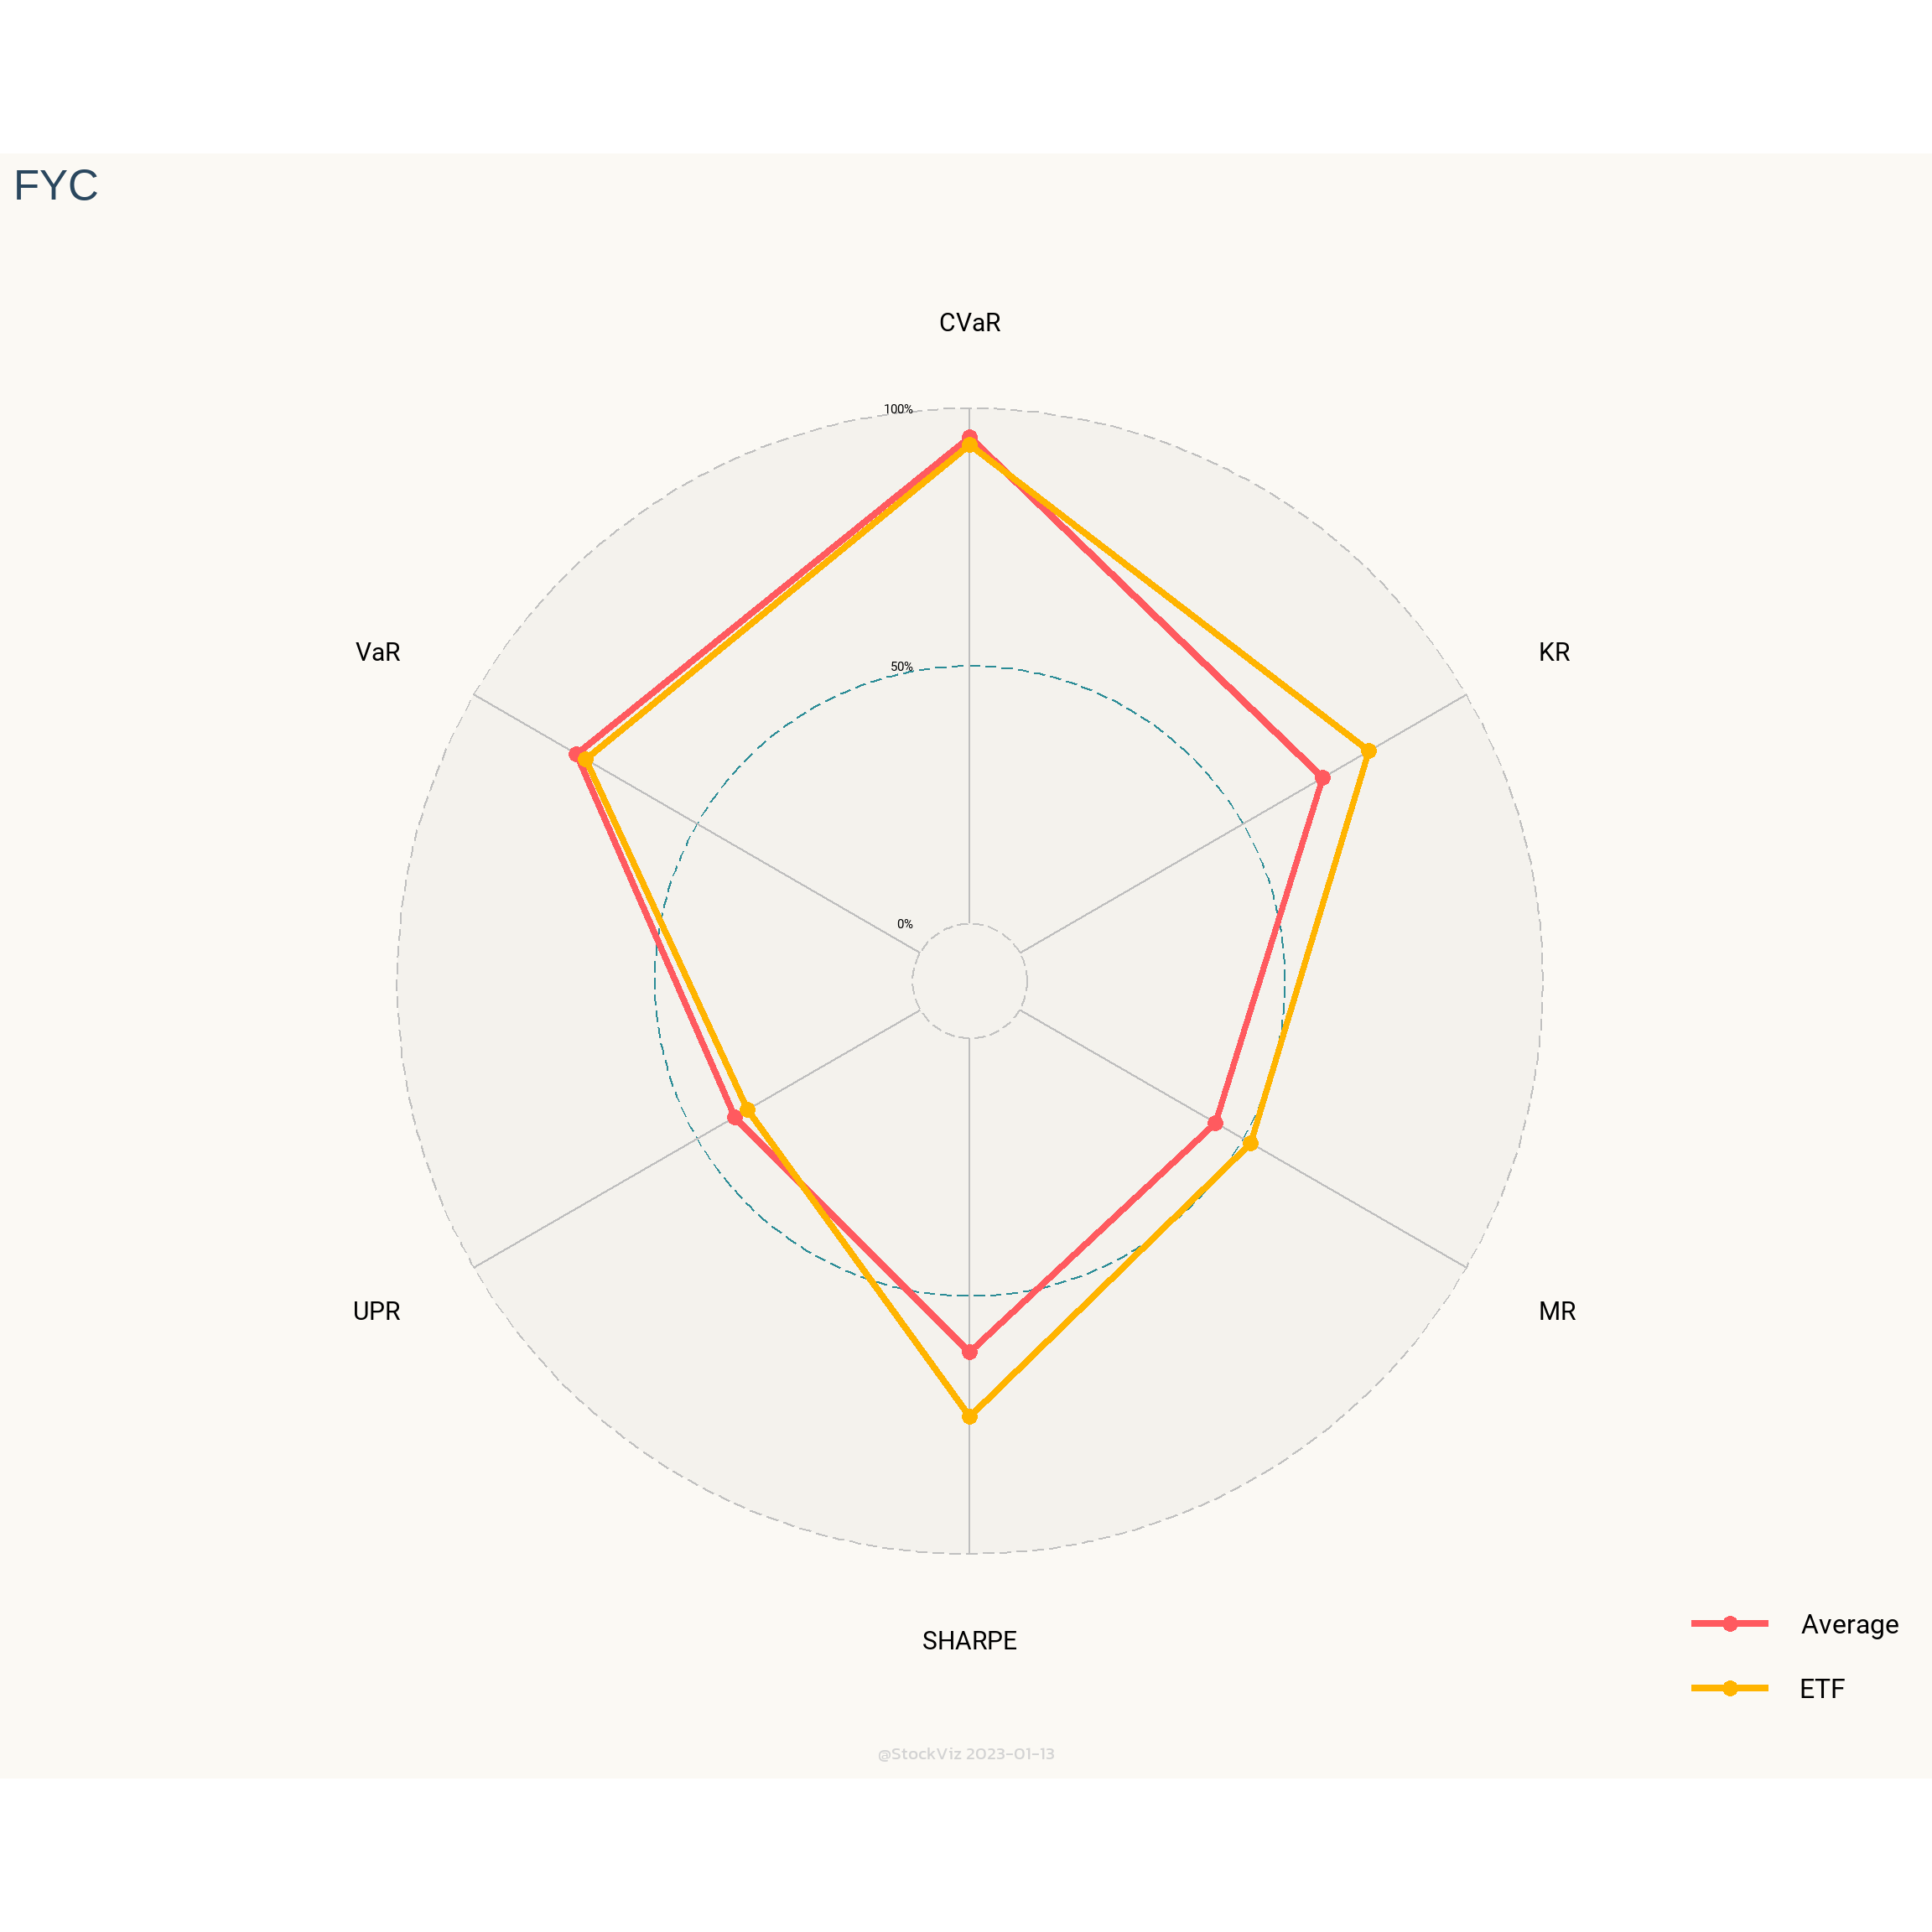 FYC
CVaR
100%
VaR
KR
50%
0%
UPR
MR
SHARPE
Average
ETF
@StockViz 2023-01-13